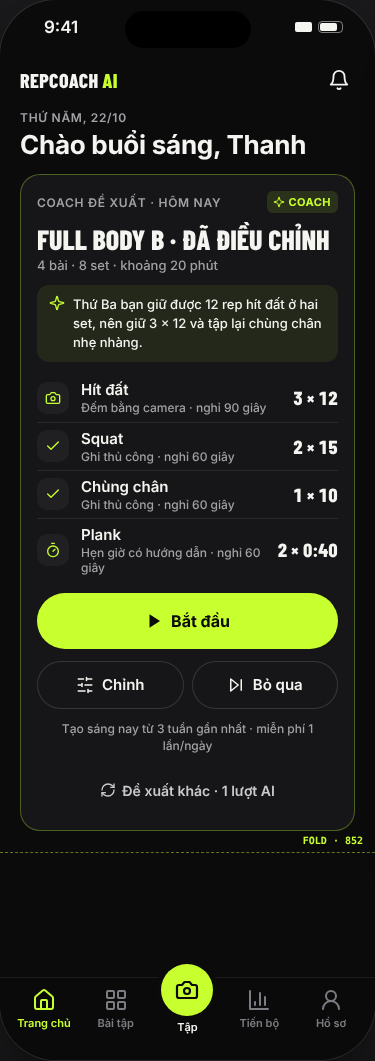 9:41
REPCOACH AI
THỨ NĂM, 22/10
Chào buổi sáng, Thanh
COACH ĐỀ XUẤT · HÔM NAY
COACH
FULL BODY B · ĐÃ ĐIỀU CHỈNH
4 bài · 8 set · khoảng 20 phút
Thứ Ba bạn giữ được 12 rep hít đất ở hai
set, nên giữ 3 × 12 và tập lại chùng chân
nhẹ nhàng.
Hít đất
Đếm bằng camera · nghỉ 90 giây
3 × 12
Squat
Ghi thủ công · nghỉ 60 giây
2 × 15
Chùng chân
Ghi thủ công · nghỉ 60 giây
1 × 10
Plank
Hẹn giờ có hướng dẫn · nghỉ 60
giây
2 × 0:40
Bắt đầu
Chỉnh
Bỏ qua
Tạo sáng nay từ 3 tuần gần nhất · miễn phí 1
lần/ngày
Đề xuất khác · 1 lượt AI
FOLD · 852
Trang chủ
Bài tập
Tập
Tiến bộ
Hồ sơ